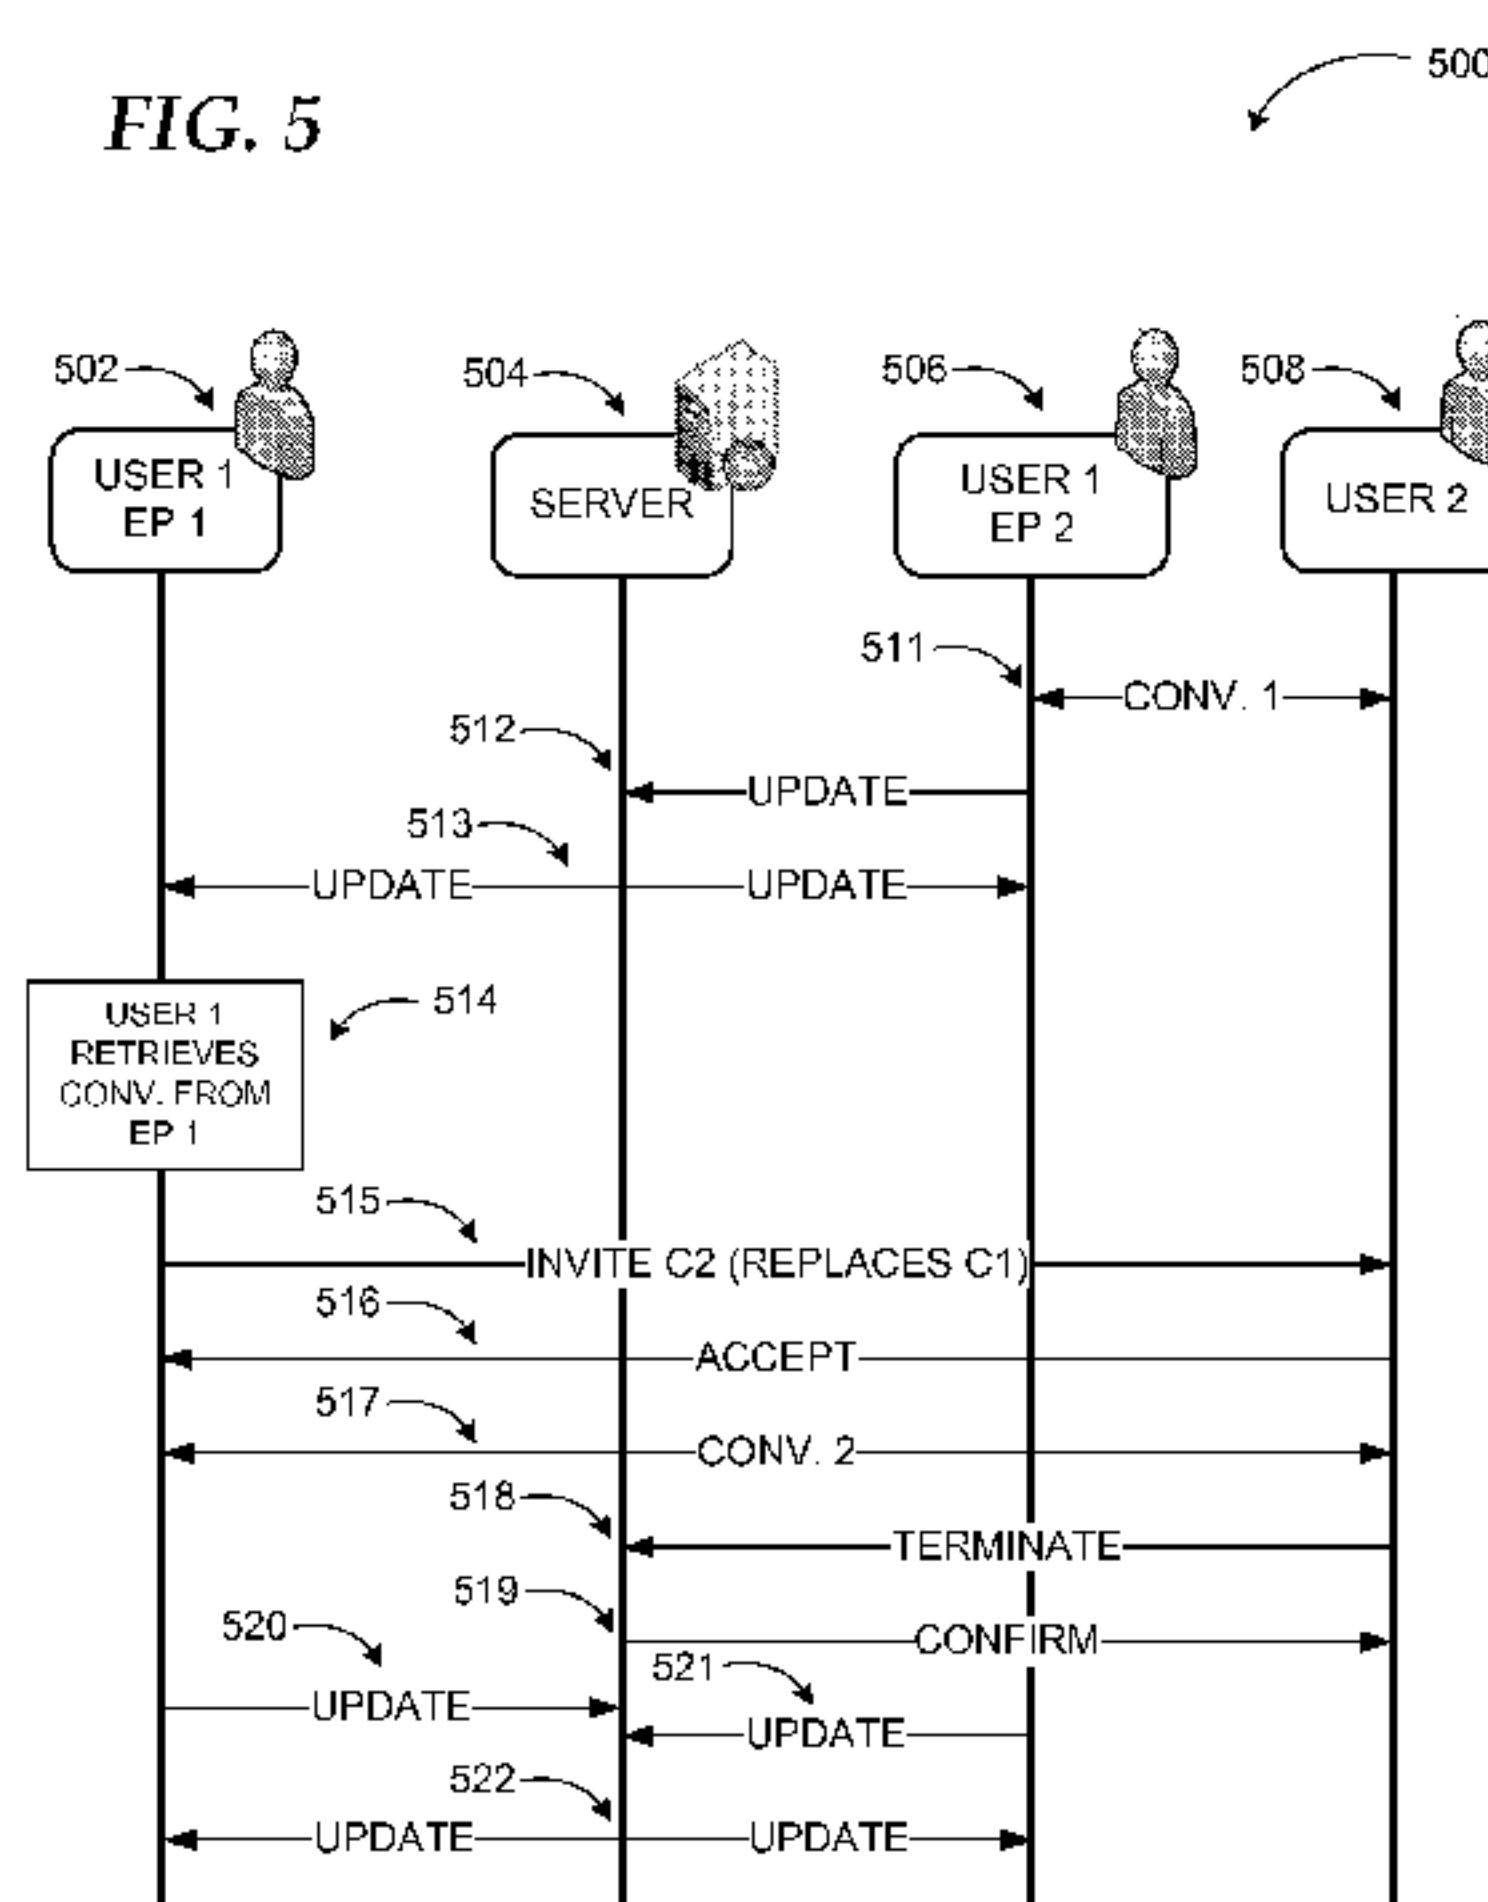 500
FIG. 5
502
504
506
508
USER 1
EP 1
SERVER
USER 1
EP 2
USER 2
511
CONV. 1
512
UPDATE
513
UPDATE
UPDATE
USER 1
RETRIEVES
CONV. FROM
EP 1
514
515
INVITE C2 (REPLACES C1)
516
ACCEPT
517
CONV. 2
518
TERMINATE
519
CONFIRM
520
521
UPDATE
UPDATE
522
UPDATE
UPDATE